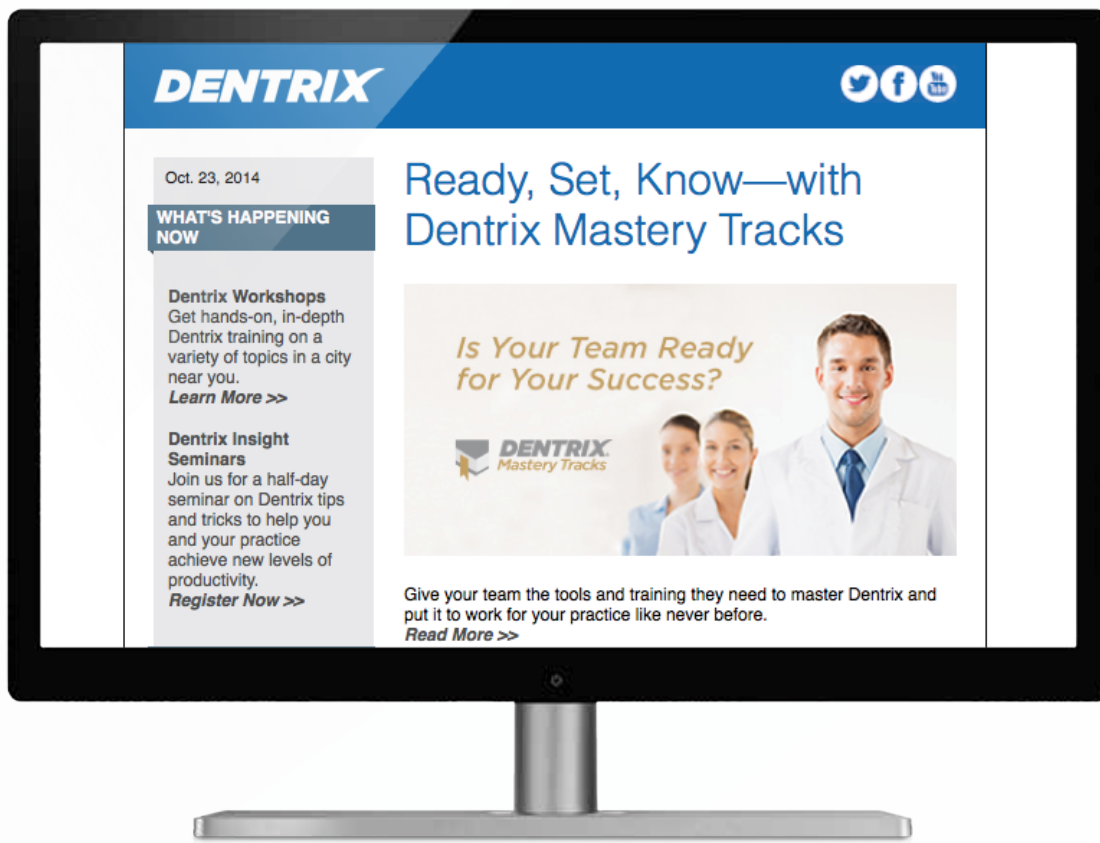 DENTRIX
You
Tube
Oct. 23, 2014
WHAT'S HAPPENING
NOW
Dentrix Workshops
Get hands-on, in-depth
Dentrix training on a
variety of topics in a city
near you.
Learn More >>
Dentrix Insight
Seminars
Join us for a half-day
seminar on Dentrix tips
and tricks to help you
and your practice
achieve new levels of
productivity.
Register Now >>
Ready, Set, Know—with
Dentrix Mastery Tracks
Is Your Team Ready
for Your Success?
DENTRIX
Mastery Tracks
Give your team the tools and training they need to master Dentrix and
put it to work for your practice like never before.
Read More >>